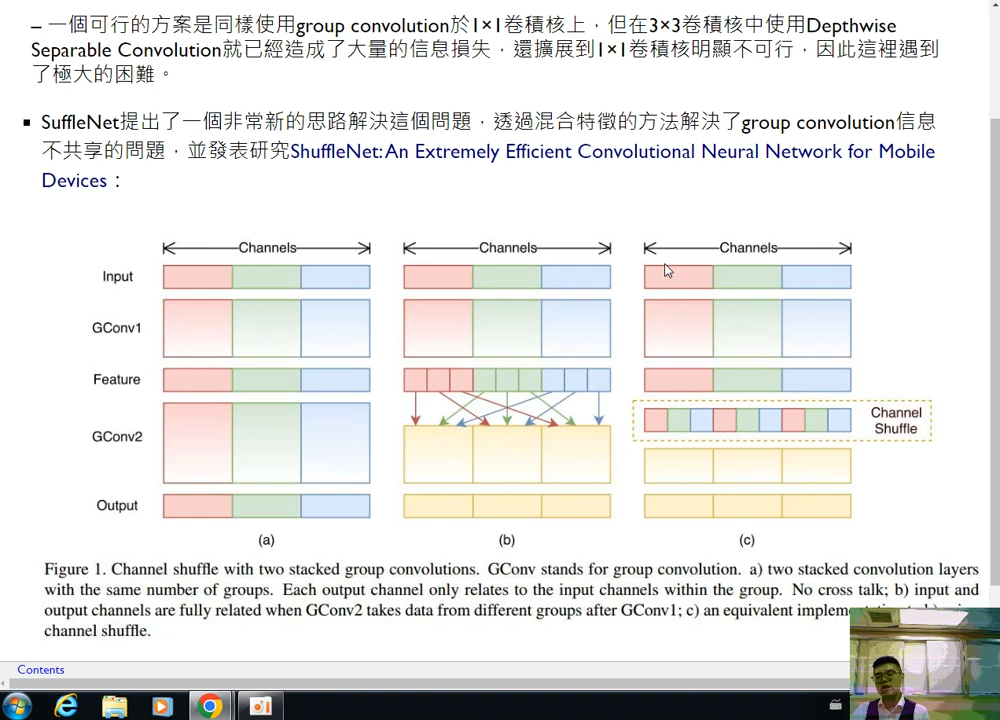 – 一個可行的方案是同樣使用group convolution於1×1卷積核上，但在3×3卷積核中使用Depthwise
Separable Convolution就已經造成了大量的信息損失，還擴展到1×1卷積核明顯不可行，因此這裡遇到
了極大的困難。
▪ SuffleNet提出了一個非常新的思路解決這個問題，透過混合特徵的方法解決了group convolution信息
不共享的問題，並發表研究ShuffleNet: An Extremely Efficient Convolutional Neural Network for Mobile
Devices：
Channels Channels Channels
Input
GConv1
Feature
Channel
Shuffle
GConv2
Output
(a) (b) (c)
Figure 1. Channel shuffle with two stacked group convolutions. GConv stands for group convolution. a) two stacked convolution layers
with the same number of groups. Each output channel only relates to the input channels within the group. No cross talk; b) input and
output channels are fully related when GConv2 takes data from different groups after GConv1; c) an equivalent
channel shuffle.
Contents